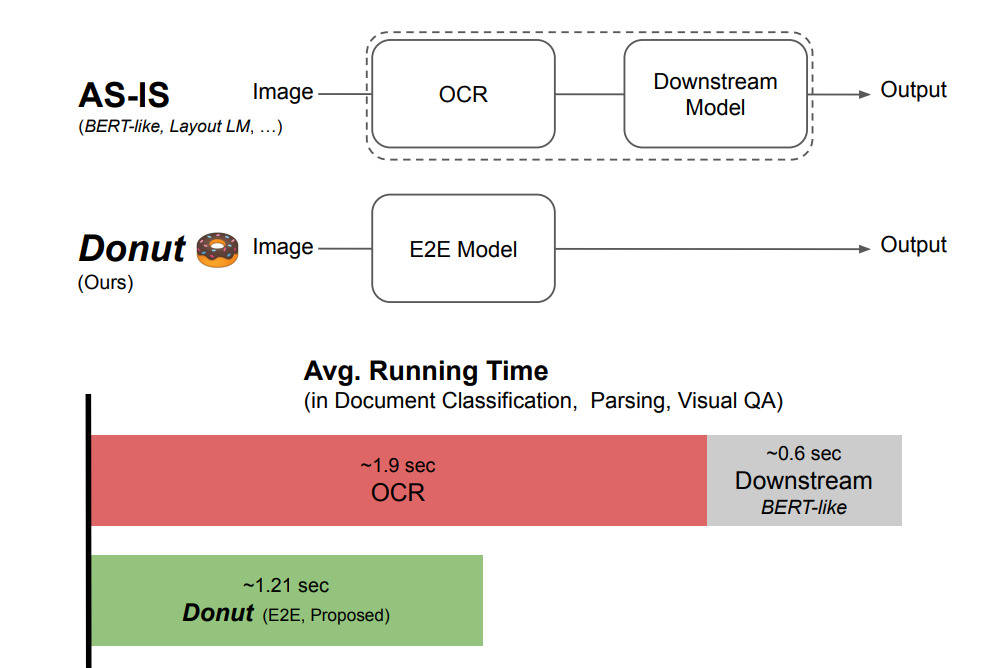 AS-IS
(BERT-like, Layout LM, …)
Image
OCR
Downstream
Model
Output
Donut
(Ours)
Image
E2E Model
Output
Avg. Running Time
(in Document Classification,  Parsing, Visual QA)
~1.9 sec
OCR
~0.6 sec
Downstream
BERT-like
~1.21 sec
Donut (E2E, Proposed)